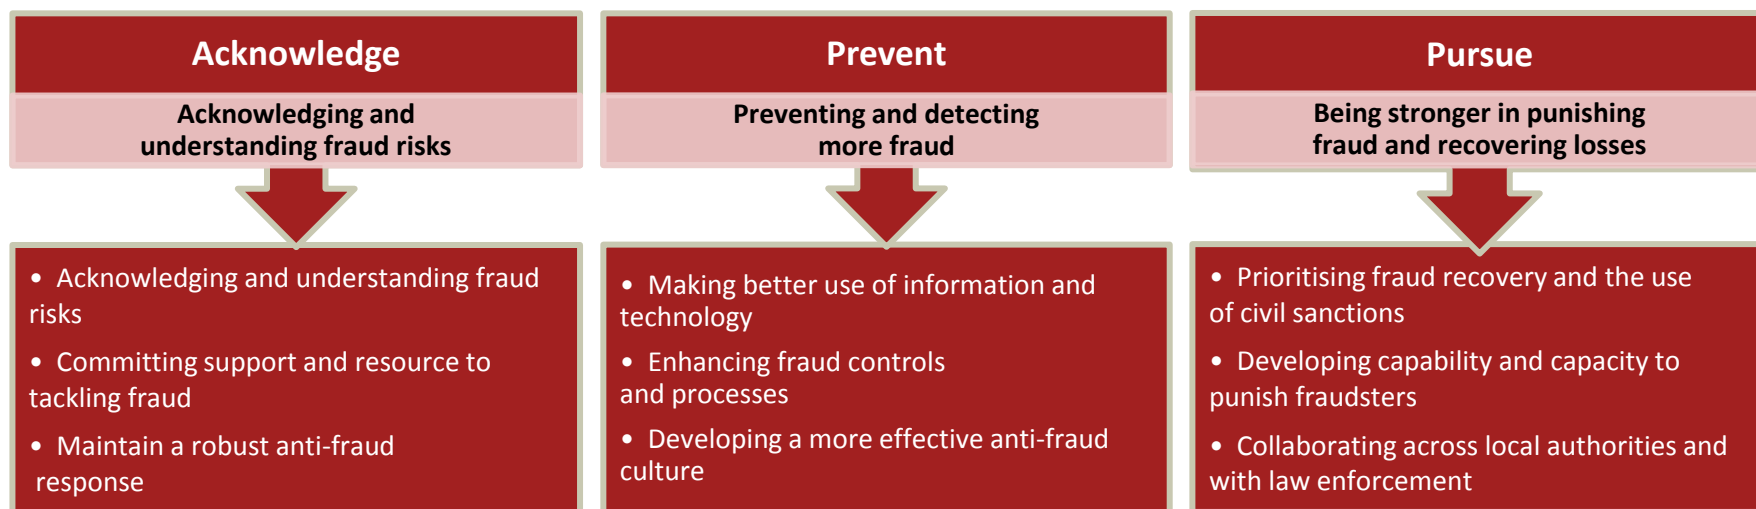 Acknowledge
Acknowledging and
understanding fraud risks
• Acknowledging and understanding fraud
risks
• Committing support and resource to
tackling fraud
• Maintain a robust anti-fraud
response
Prevent
Preventing and detecting
more fraud
• Making better use of information and
technology
• Enhancing fraud controls
and processes
• Developing a more effective anti-fraud
culture
Pursue
Being stronger in punishing
fraud and recovering losses
• Prioritising fraud recovery and the use
of civil sanctions
• Developing capability and capacity to
punish fraudsters
• Collaborating across local authorities and
with law enforcement